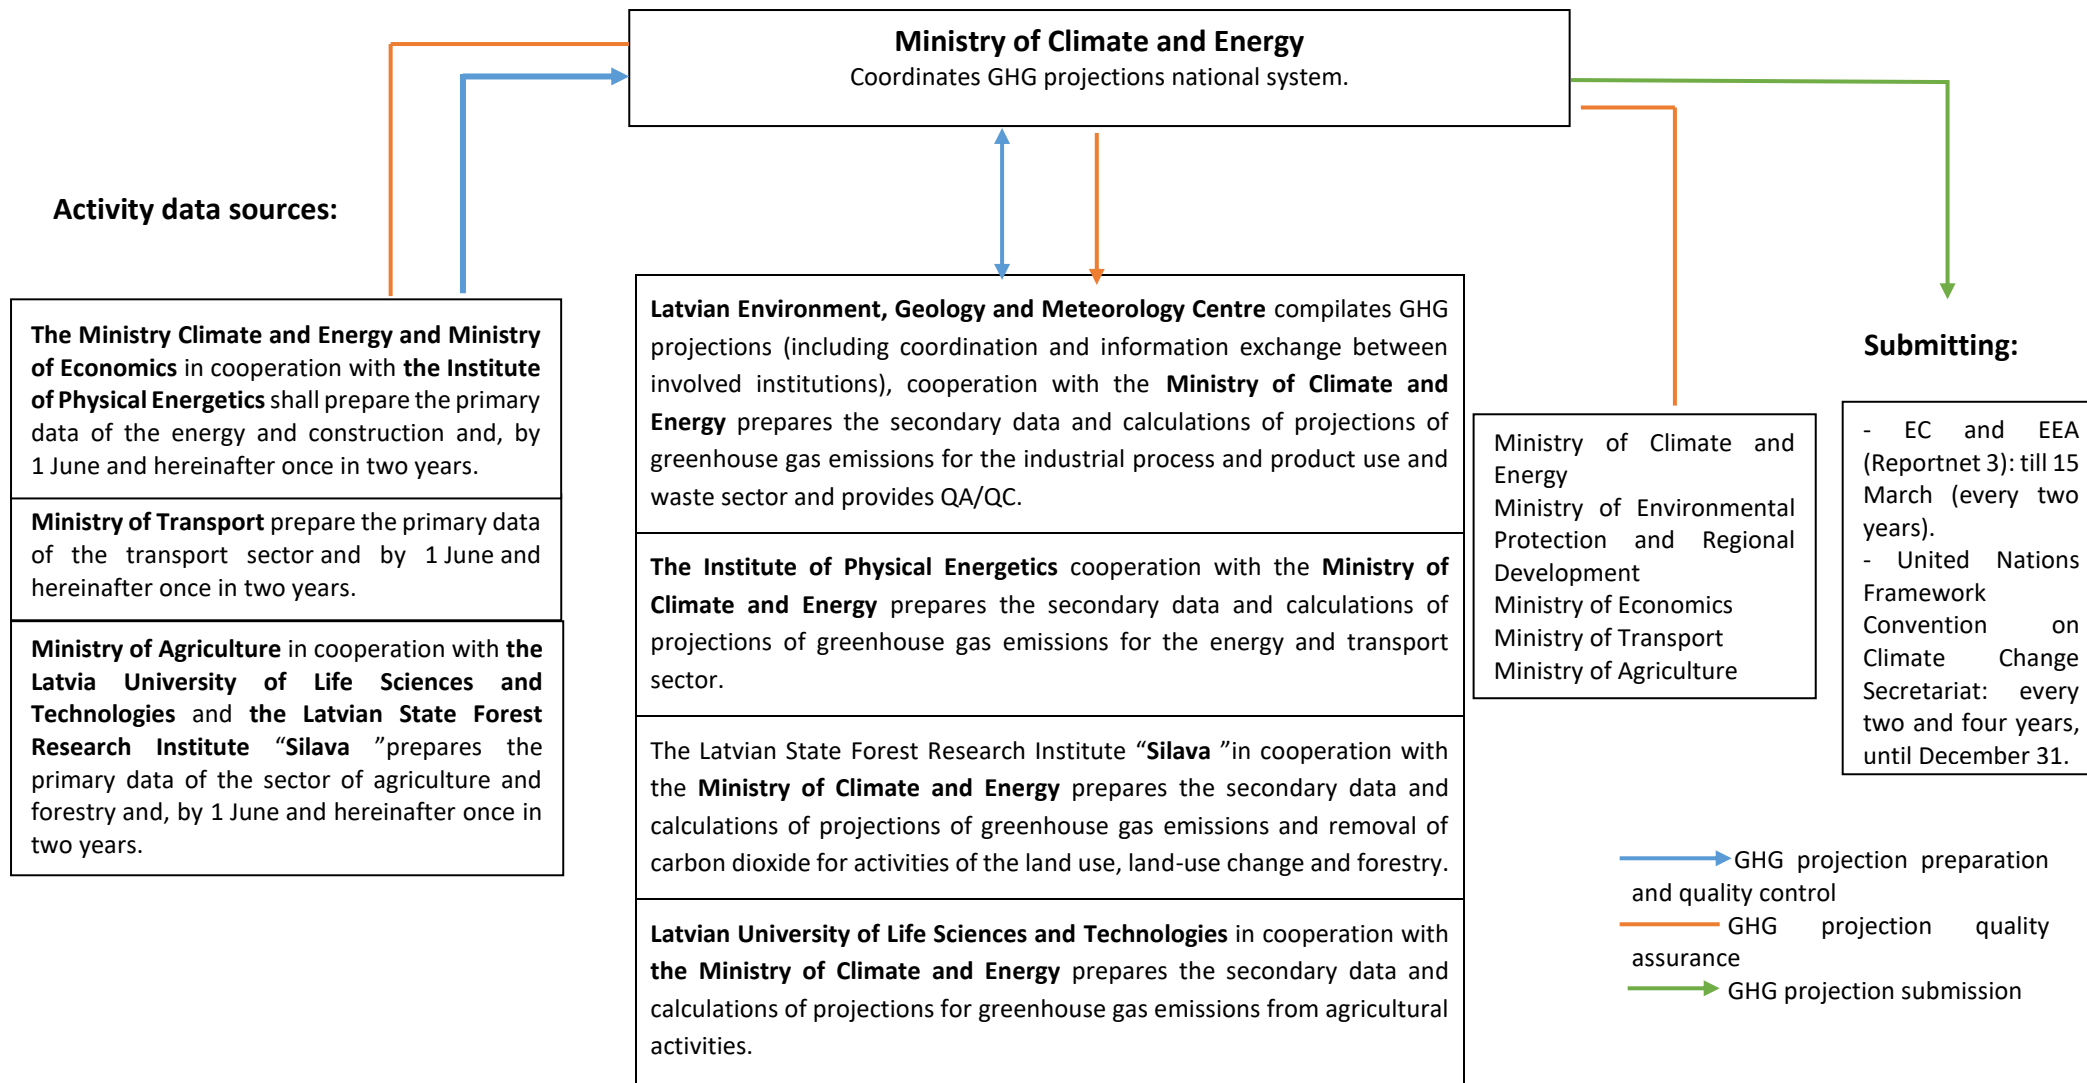 Ministry of Climate and Energy
Coordinates GHG projections national system.
Activity data sources:
The Ministry Climate and Energy and Ministry
of Economics in cooperation with the Institute
of Physical Energetics shall prepare the primary
data of the energy and construction and, by
1 June and hereinafter once in two years.
Ministry of Transport prepare the primary data
of the transport sector and by 1 June and
hereinafter once in two years.
Ministry of Agriculture in cooperation with the
Latvia University of Life Sciences and
Technologies and the Latvian State Forest
Research Institute “Silava ”prepares the
primary data of the sector of agriculture and
forestry and, by 1 June and hereinafter once in
two years.
Latvian Environment, Geology and Meteorology Centre compilates GHG
projections (including coordination and information exchange between
involved institutions), cooperation with the Ministry of Climate and
Energy prepares the secondary data and calculations of projections of
greenhouse gas emissions for the industrial process and product use and
waste sector and provides QA/QC.
The Institute of Physical Energetics cooperation with the Ministry of
Climate and Energy prepares the secondary data and calculations of
projections of greenhouse gas emissions for the energy and transport
sector.
The Latvian State Forest Research Institute “Silava ”in cooperation with
the Ministry of Climate and Energy prepares the secondary data and
calculations of projections of greenhouse gas emissions and removal of
carbon dioxide for activities of the land use, land-use change and forestry.
Latvian University of Life Sciences and Technologies in cooperation with
the Ministry of Climate and Energy prepares the secondary data and
calculations of projections for greenhouse gas emissions from agricultural
activities.
Ministry of Climate and
Energy
Ministry of Environmental
Protection and Regional
Development
Ministry of Economics
Ministry of Transport
Ministry of Agriculture
Submitting:
- EC and EEA
(Reportnet 3): till 15
March (every two
years).
- United Nations
Framework
Convention on
Climate Change
Secretariat: every
two and four years,
until December 31.
GHG projection preparation
and quality control
GHG projection quality
assurance
GHG projection submission